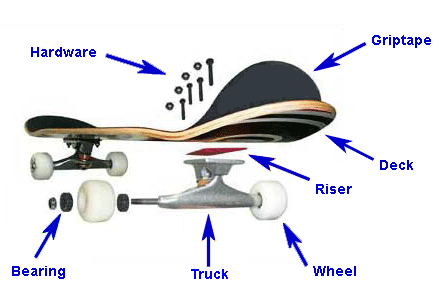 Griptape
Hardware
Deck
Riser
Bearing
Truck
Wheel